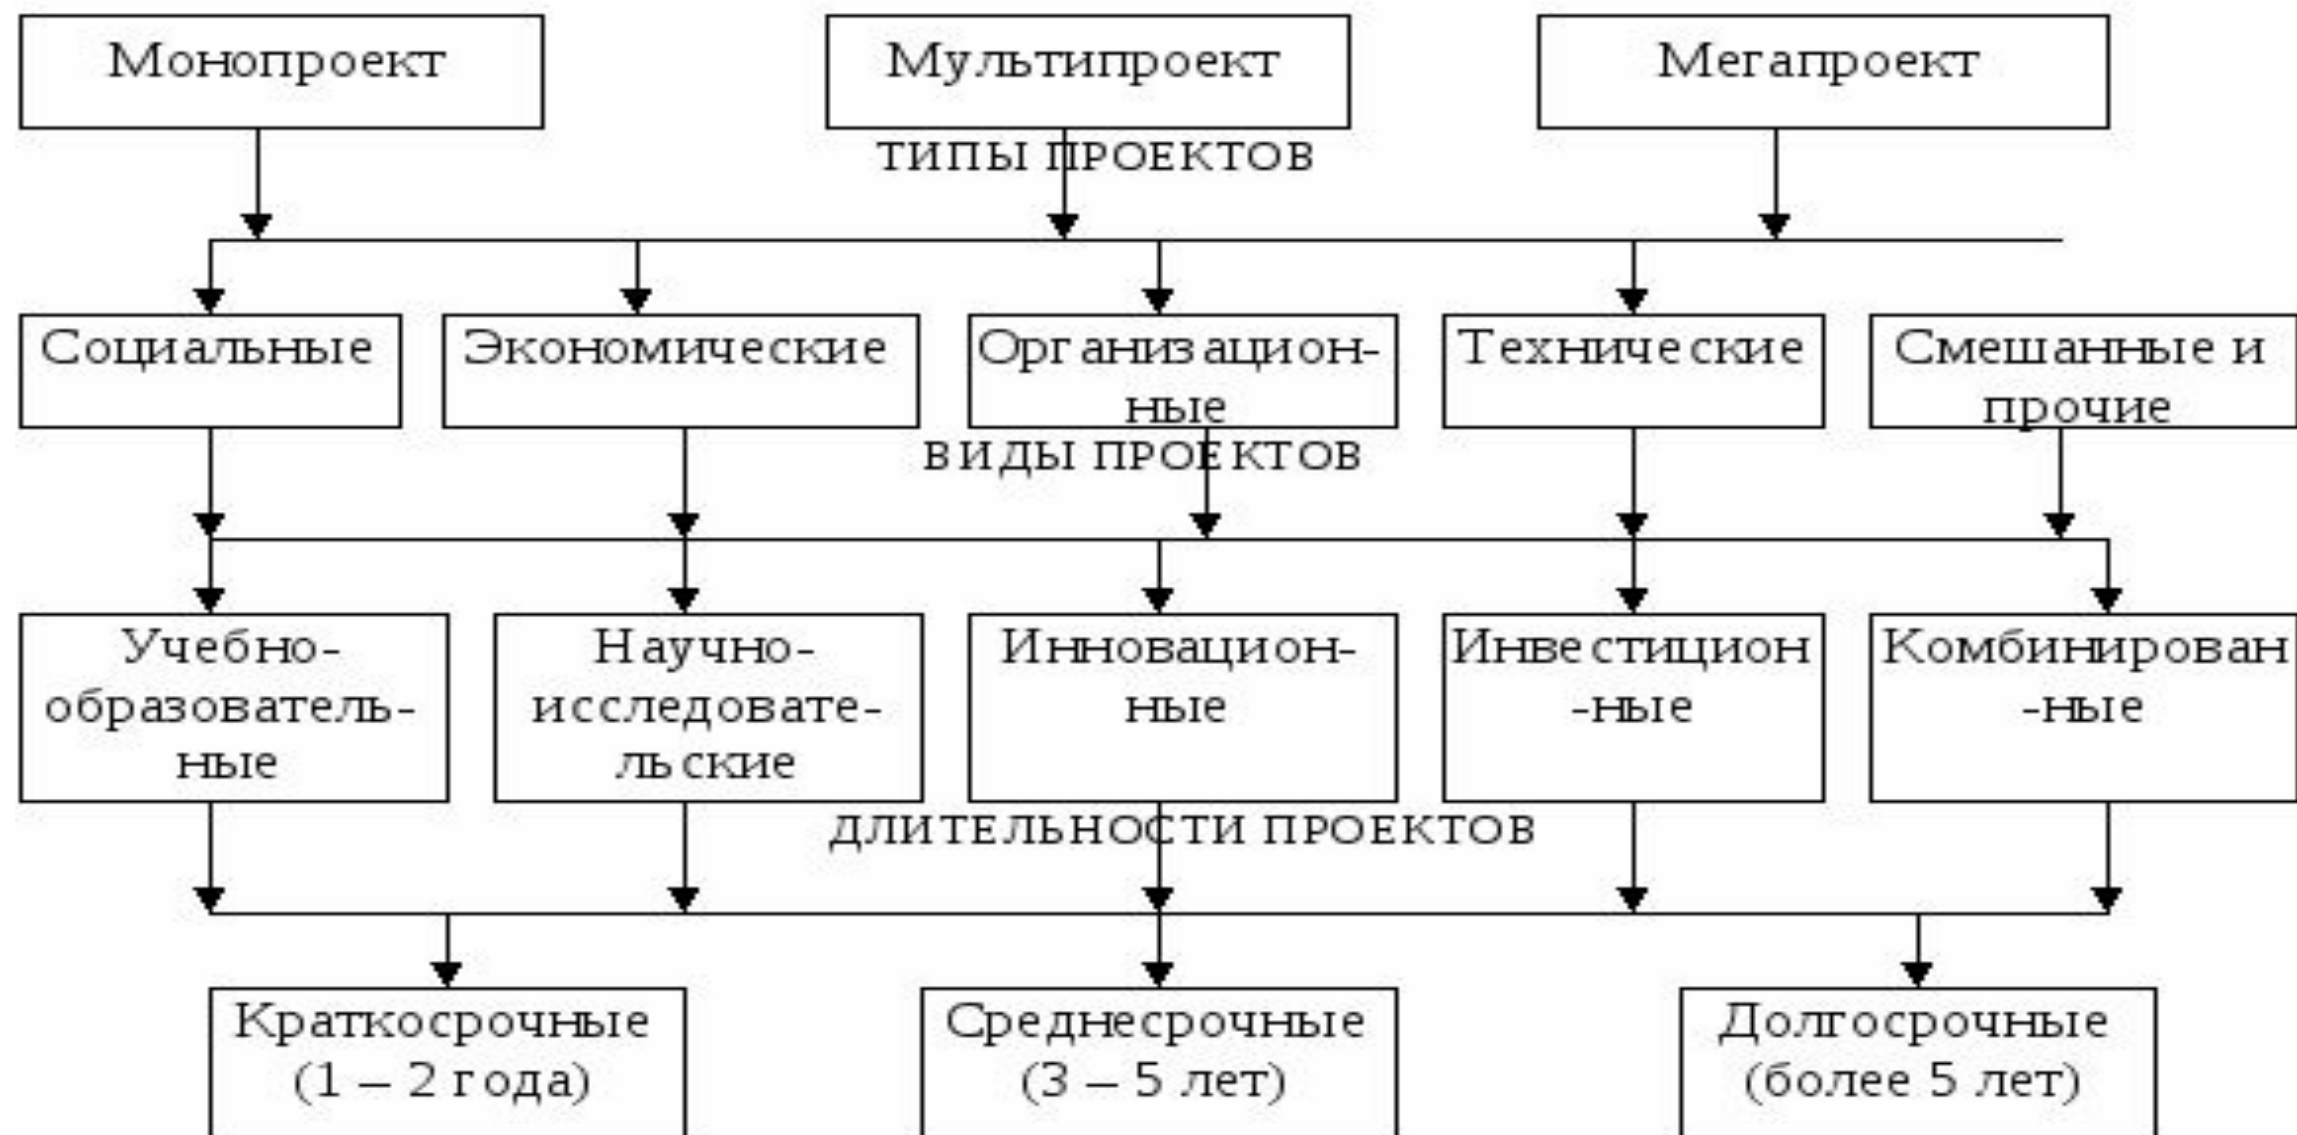 Монопроект
Мультипроект
Мегапроект
ТИПЫ ПРОЕКТОВ
Социальные
Экономические
Организацион-
ные
Технические
Смешанные и
прочие
ВИДЫ ПРОЕКТОВ
Учебно-
образователь-
ные
Научно-
исследовате-
льские
Инновацион-
ные
Инвестицион
-ные
Комбинирован
-ные
ДЛИТЕЛЬНОСТИ ПРОЕКТОВ
Краткосрочные
(1 – 2 года)
Среднесрочные
(3 – 5 лет)
Долгосрочные
(более 5 лет)